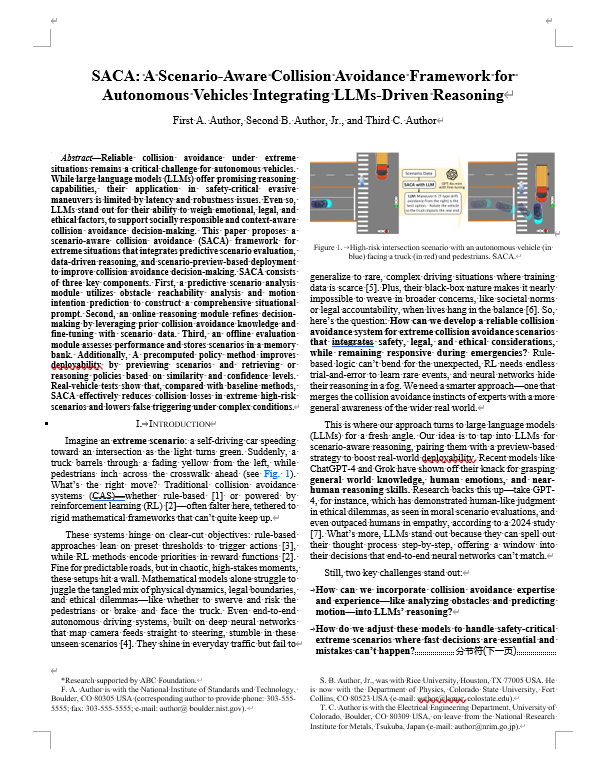 SACA: A Scenario-Aware Collision Avoidance Framework for
Autonomous Vehicles Integrating LLMs-Driven Reasoning
First A. Author, Second B. Author, Jr., and Third C. Author
Abstract—Reliable collision avoidance under extreme
situations remains a critical challenge for autonomous vehicles.
While large language models (LLMs) offer promising reasoning
capabilities, their application in safety-critical evasive
maneuvers is limited by latency and robustness issues. Even so,
LLMs stand out for their ability to weigh emotional, legal, and
ethical factors, to support socially responsible and context-aware
collision avoidance decision-making. This paper proposes a
scenario-aware collision avoidance (SACA) framework for
extreme situations that integrates predictive scenario evaluation,
data-driven reasoning, and scenario-preview-based deployment
to improve collision avoidance decision-making. SACA consists
of three key components. First, a predictive scenario analysis
module utilizes obstacle reachability analysis and motion
intention prediction to construct a comprehensive situational
prompt. Second, an online reasoning module refines decision-
making by leveraging prior collision avoidance knowledge and
fine-tuning with scenario data. Third, an offline evaluation
module assesses performance and stores scenarios in a memory
bank. Additionally, A precomputed policy method improves
deployability by previewing scenarios and retrieving or
reasoning policies based on similarity and confidence levels.
Real-vehicle tests show that, compared with baseline methods,
SACA effectively reduces collision losses in extreme high-risk
scenarios and lowers false triggering under complex conditions.
I. INTRODUCTION
Imagine an extreme scenario: a self-driving car speeding
toward an intersection as the light turns green. Suddenly, a
truck barrels through a fading yellow from the left, while
pedestrians inch across the crosswalk ahead (see Fig. 1).
What's the right move? Traditional collision avoidance
systems (CAS)—whether rule-based [1] or powered by
reinforcement learning (RL) [2]—often falter here, tethered to
rigid mathematical frameworks that can't quite keep up.
These systems hinge on clear-cut objectives: rule-based
approaches lean on preset thresholds to trigger actions [3],
while RL methods encode priorities in reward functions [2].
Fine for predictable roads, but in chaotic, high-stakes moments,
these setups hit a wall. Mathematical models alone struggle to
juggle the tangled mix of physical dynamics, legal boundaries,
and ethical dilemmas—like whether to swerve and risk the
pedestrians or brake and face the truck. Even end-to-end
autonomous driving systems, built on deep neural networks
that map camera feeds straight to steering, stumble in these
unseen scenarios [4]. They shine in everyday traffic but fail to
*Research supported by ABC Foundation.
F. A. Author is with the National Institute of Standards and Technology,
Boulder, CO 80305 USA (corresponding author to provide phone: 303-555-
5555; fax: 303-555-5555; e-mail: author@ boulder.nist.gov).
Scenario Data
SACA with LLM
Figure 1. High-risk intersection scenario with an autonomous vehicle (in
blue) facing a truck (in red) and pedestrians. SACA.
generalize to rare, complex driving situations where training
data is scarce [5]. Plus, their black-box nature makes it nearly
impossible to weave in broader concerns, like societal norms
or legal accountability, when lives hang in the balance [6]. So,
here's the question: How can we develop a reliable collision
avoidance system for extreme collision avoidance scenarios
that integrates safety, legal, and ethical considerations,
while remaining responsive during emergencies? Rule-
based logic can't bend for the unexpected, RL needs endless
trial-and-error to learn rare events, and neural networks hide
their reasoning in a fog. We need a smarter approach—one that
merges the collision avoidance instincts of experts with a more
general awareness of the wider real world.
This is where our approach turns to large language models
(LLMs) for a fresh angle. Our idea is to tap into LLMs for
scenario-aware reasoning, pairing them with a preview-based
strategy to boost real-world deployability. Recent models like
ChatGPT-4 and Grok have shown off their knack for grasping
general world knowledge, human emotions, and near-
human reasoning skills. Research backs this up—take GPT-
4, for instance, which has demonstrated human-like judgment
in ethical dilemmas, as seen in moral scenario evaluations, and
even outpaced humans in empathy, according to a 2024 study
[7]. What's more, LLMs stand out because they can spell out
their thought process step-by-step, offering a window into
their decisions that end-to-end neural networks can't match.
Still, two key challenges stand out:
How can we incorporate collision avoidance expertise
and experience—like analyzing obstacles and predicting
motion—into LLMs' reasoning?
How do we adjust these models to handle safety-critical
extreme scenarios where fast decisions are essential and
mistakes can't happen? 分节符(下一页)
S. B. Author, Jr., was with Rice University, Houston, TX 77005 USA. He
is now with the Department of Physics, Colorado State University, Fort
Collins, CO 80523 USA (e-mail: author@lamar. colostate.edu).
T. C. Author is with the Electrical Engineering Department, University of
Colorado, Boulder, CO 80309 USA, on leave from the National Research
Institute for Metals, Tsukuba, Japan (e-mail: author@nrim.go.jp).